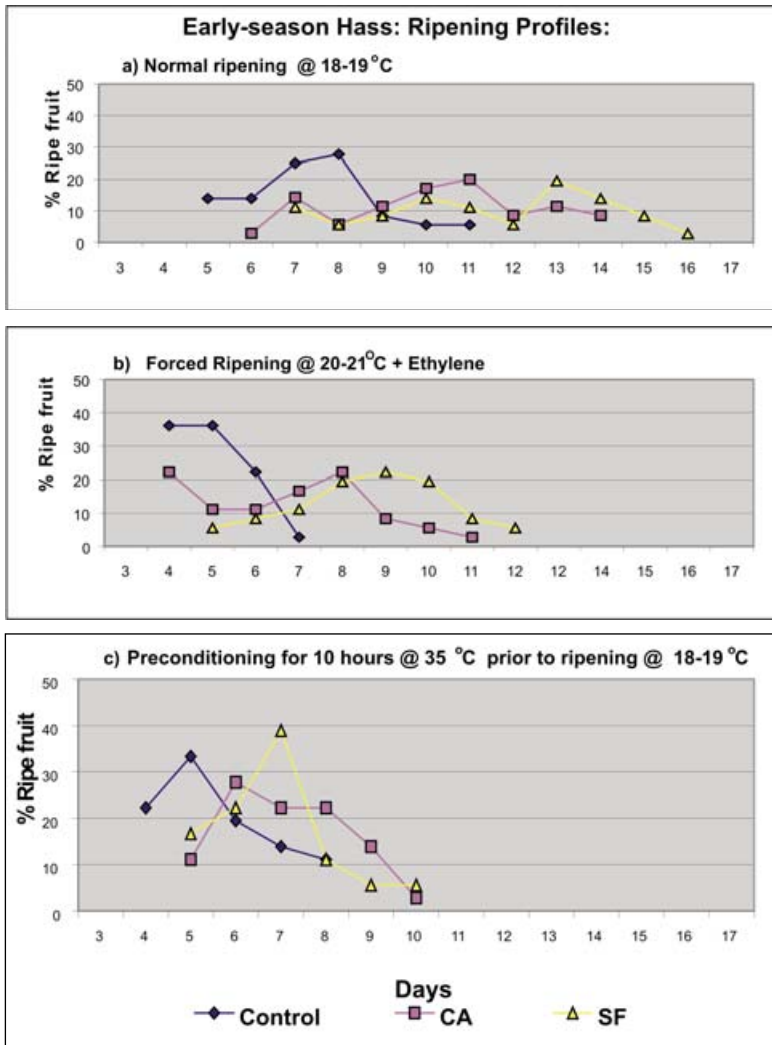 Early-season Hass: Ripening Profiles:
a) Normal ripening @ 18-19 °C
% Ripe fruit
50
40
30
20
10
0
3 4 5 6 7 8 9 10 11 12 13 14 15 16 17
b) Forced Ripening @ 20-21°C + Ethylene
% Ripe fruit
50
40
30
20
10
0
3 4 5 6 7 8 9 10 11 12 13 14 15 16 17
c) Preconditioning for 10 hours @ 35 °C prior to ripening @ 18-19 °C
% Ripe fruit
50
40
30
20
10
0
3 4 5 6 7 8 9 10 11 12 13 14 15 16 17
Days
Control CA SF